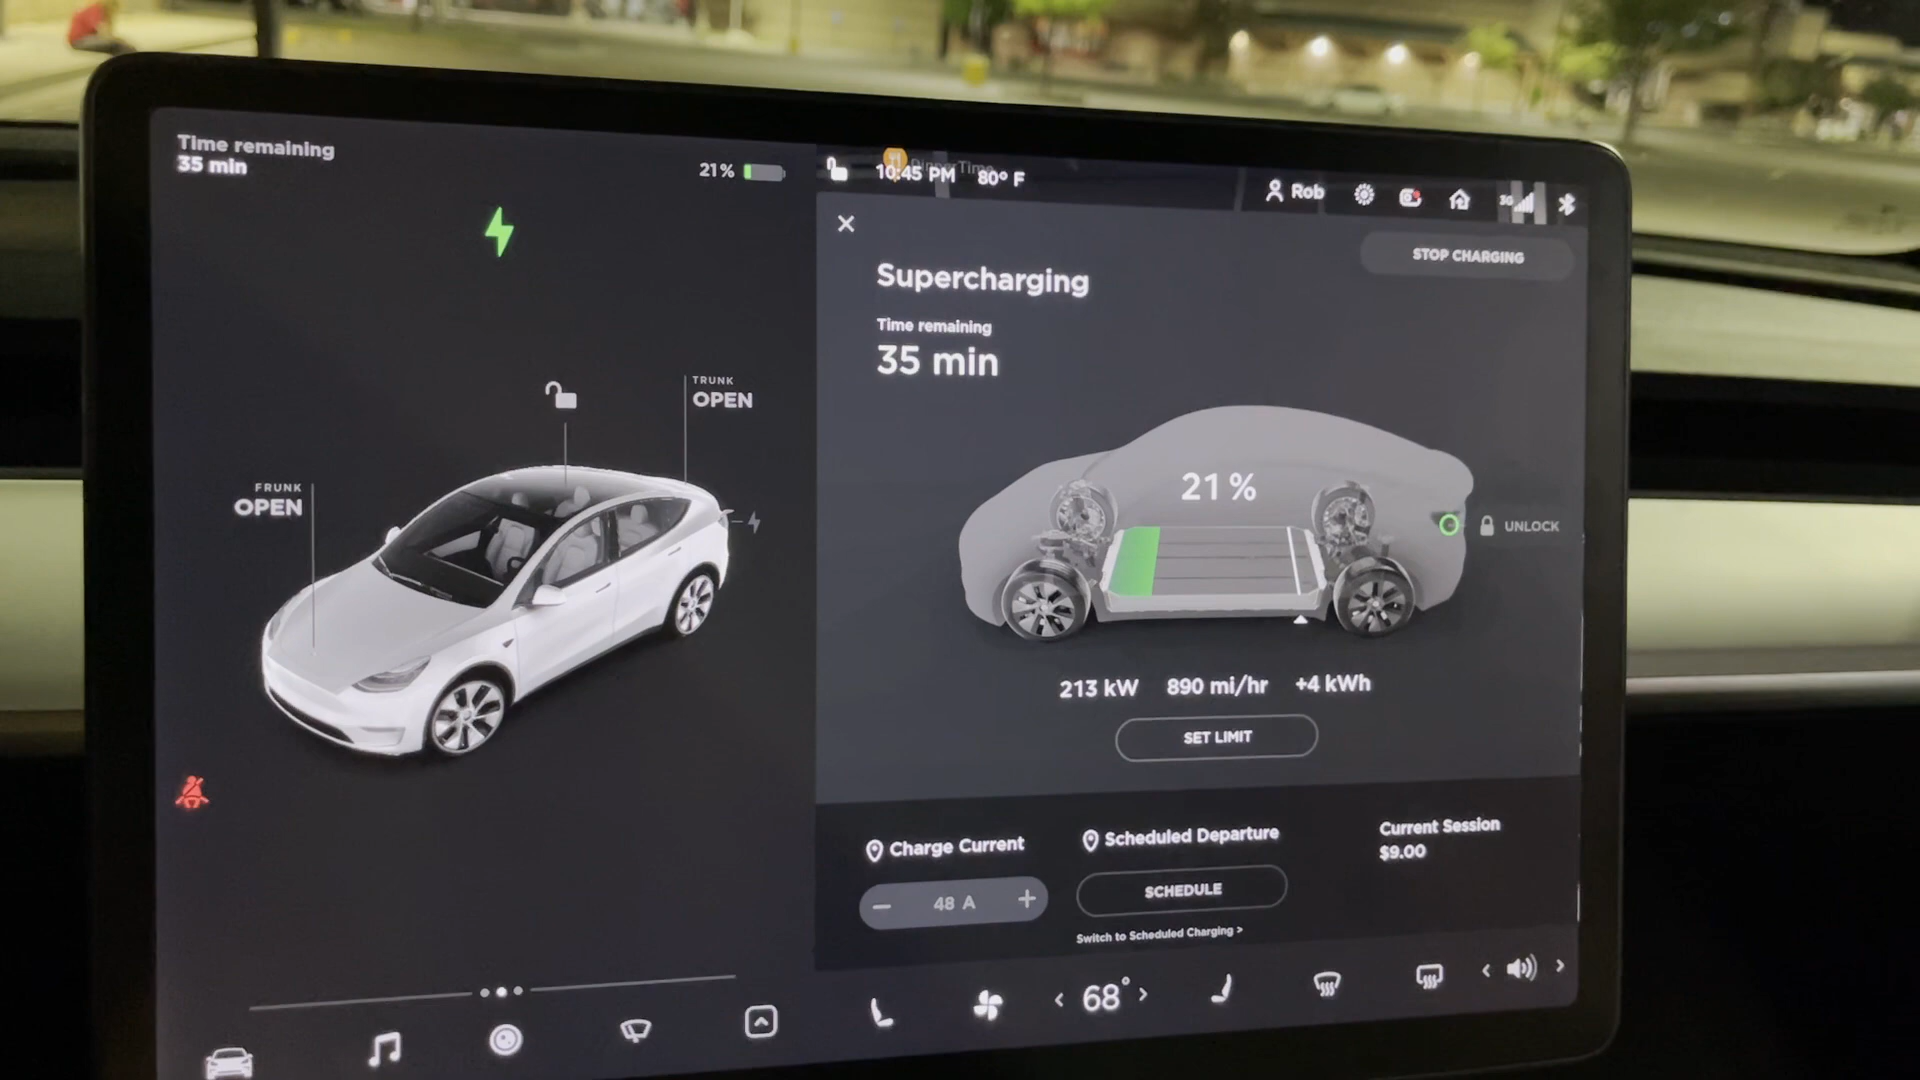 Time remaining
35 min
21%
10:45 PM
80° F
Rob
3G
STOP CHARGING
Supercharging
Time remaining
35 min
TRUNK
OPEN
FRUNK
OPEN
21 %
UNLOCK
213 kW 890 mi/hr +4 kWh
SET LIMIT
Charge Current
48 A
Scheduled Departure
SCHEDULE
Switch to Scheduled Charging >
Current Session
$9.00
68°